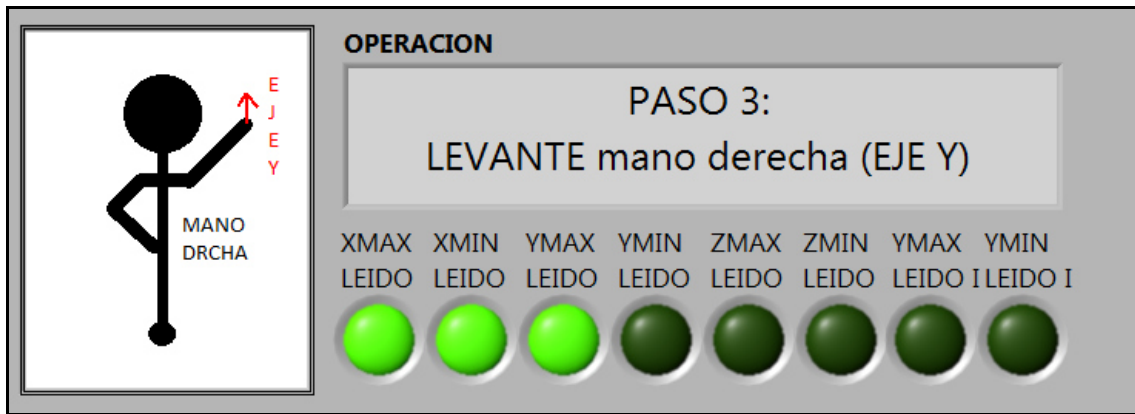 E
J
E
Y
MANO
DRCHA
OPERACION
PASO 3:
LEVANTE mano derecha (EJE Y)
XMAX XMIN YMAX YMIN ZMAX ZMIN YMAX YMIN
LEIDO LEIDO LEIDO LEIDO LEIDO LEIDO LEIDO I LEIDO I